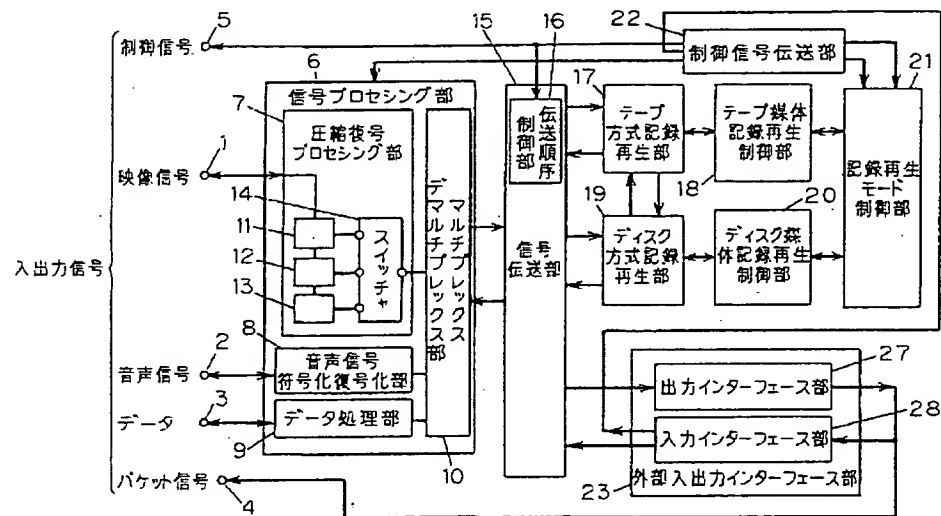 5
制御信号
6
信号プロセシング部
7
圧縮復号
プロセシング部
1
映像信号
14
11
12
13
スイッチャ
入出力信号
マルチプレックス
デマルチプレックス部
8
2
音声信号
音声信号
符号化復号化部
3
データ
データ処理部
9
10
パケット信号
4
15
16
伝送順序
制御部
信号
伝送部
17
テープ
方式記録
再生部
テープ媒体
記録再生
制御部
18
19
ディスク
方式記録
再生部
20
ディスク媒
体記録再生
制御部
22
制御信号伝送部
21
記録再生
モード
制御部
27
出力インターフェース部
28
入力インターフェース部
23
外部入出力インターフェース部